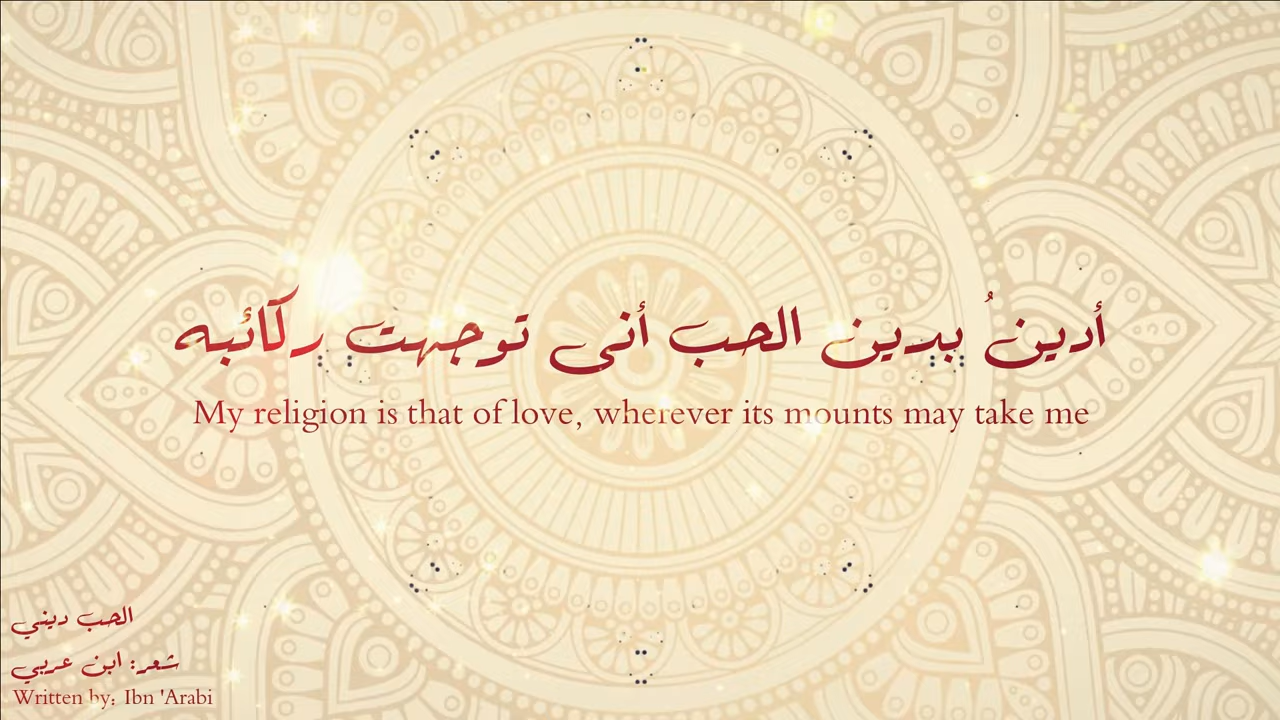 أدينُ بدين الحب أنى توجهت ركائبه
My religion is that of love, wherever its mounts may take me
الحب ديني
شعر: ابن عربي
Written by: Ibn 'Arabi